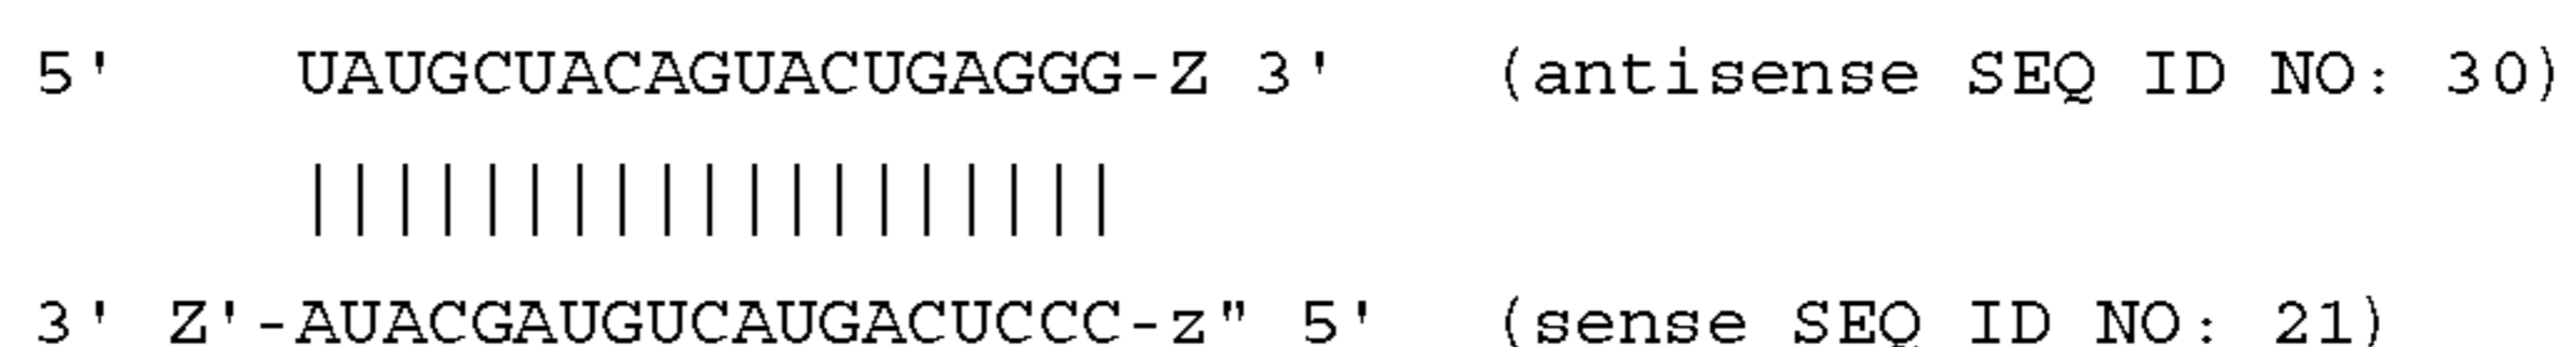 5' UAUGCUACAGUACUGAGGG-Z 3' (antisense SEQ ID NO: 30)
|||||||||||||||||||
3' Z'-AUACGAUGUCAUGACUCCC-z" 5' (sense SEQ ID NO: 21)